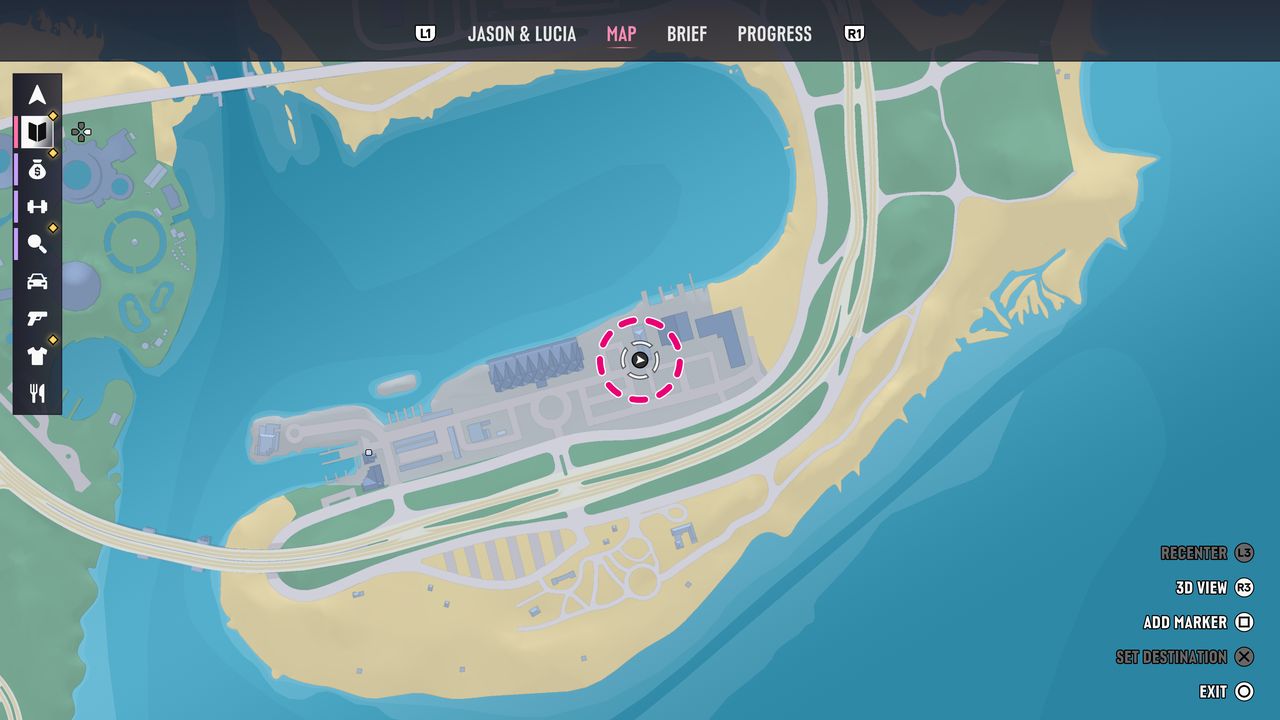 L1 JASON & LUCIA MAP BRIEF PROGRESS R1
$
RECENTER L3
3D VIEW R3
ADD MARKER
SET DESTINATION
EXIT